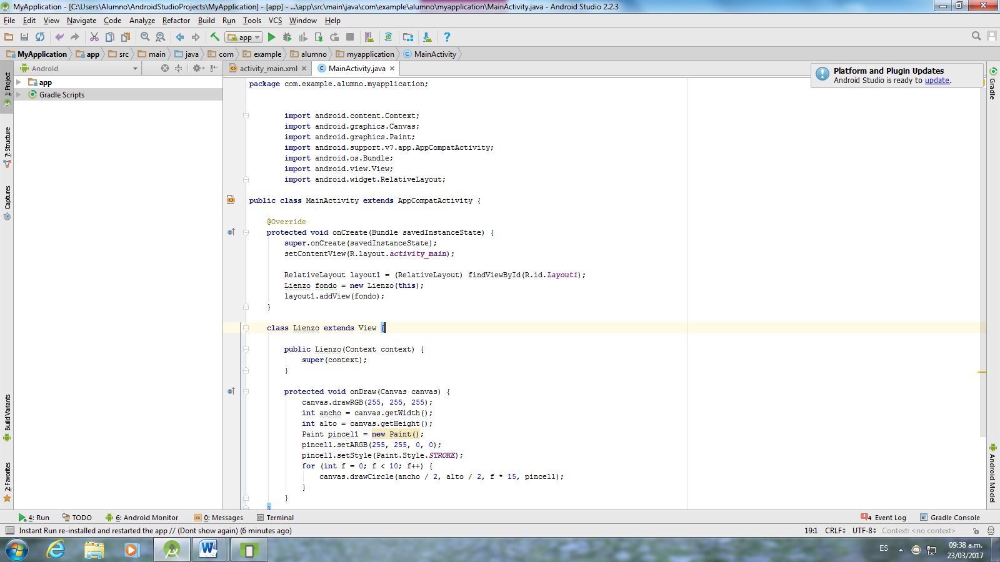 MyApplication - [C:\Users\Alumno\AndroidStudioProjects\MyApplication] - [app] - ...\app\src\main\java\com\example\alumno\myapplication\MainActivity.java - Android Studio 2.2.3
File Edit View Navigate Code Analyze Refactor Build Run Tools VCS Window Help
app
MyApplication app src main java com example alumno myapplication MainActivity
Android
activity_main.xml
MainActivity.java
Platform and Plugin Updates
Android Studio is ready to update.
1: Project
7: Structure
Captures
Build Variants
2: Favorites
app
Gradle Scripts
package com.example.alumno.myapplication;
import android.content.Context;
import android.graphics.Canvas;
import android.graphics.Paint;
import android.support.v7.app.AppCompatActivity;
import android.os.Bundle;
import android.view.View;
import android.widget.RelativeLayout;
public class MainActivity extends AppCompatActivity {
@Override
protected void onCreate(Bundle savedInstanceState) {
super.onCreate(savedInstanceState);
setContentView(R.layout.activity_main);
RelativeLayout layout1 = (RelativeLayout) findViewById(R.id.Layout1);
Lienzo fondo = new Lienzo(this);
layout1.addView(fondo);
}
class Lienzo extends View {
public Lienzo(Context context) {
super(context);
}
protected void onDraw(Canvas canvas) {
canvas.drawRGB(255, 255, 255);
int ancho = canvas.getWidth();
int alto = canvas.getHeight();
Paint pincel1 = new Paint();
pincel1.setARGB(255, 255, 0, 0);
pincel1.setStyle(Paint.Style.STROKE);
for (int f = 0; f < 10; f++) {
canvas.drawCircle(ancho / 2, alto / 2, f * 15, pincel1);
}
}
}
Gradle
Android Model
4: Run TODO 6: Android Monitor 0: Messages Terminal
4 Event Log Gradle Console
Instant Run re-installed and restarted the app // (Dont show again) (6 minutes ago)
19:1 CRLF UTF-8 Context: <no context>
ES
09:38 a.m.
23/03/2017